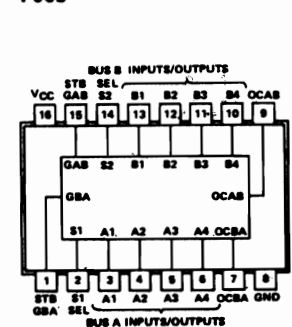 BUS B INPUTS/OUTPUTS
STB SEL
VCC GAB S2 B1 B2 B3 B4 OCAB
16 15 14 13 12 11 10 9
GAB S2 B1 B2 B3 B4
GBA OCAB
S1 A1 A2 A3 A4 OCBA
1 2 3 4 5 6 7 8
STB S1 A1 A2 A3 A4 OCBA GND
GBA SEL
BUS A INPUTS/OUTPUTS